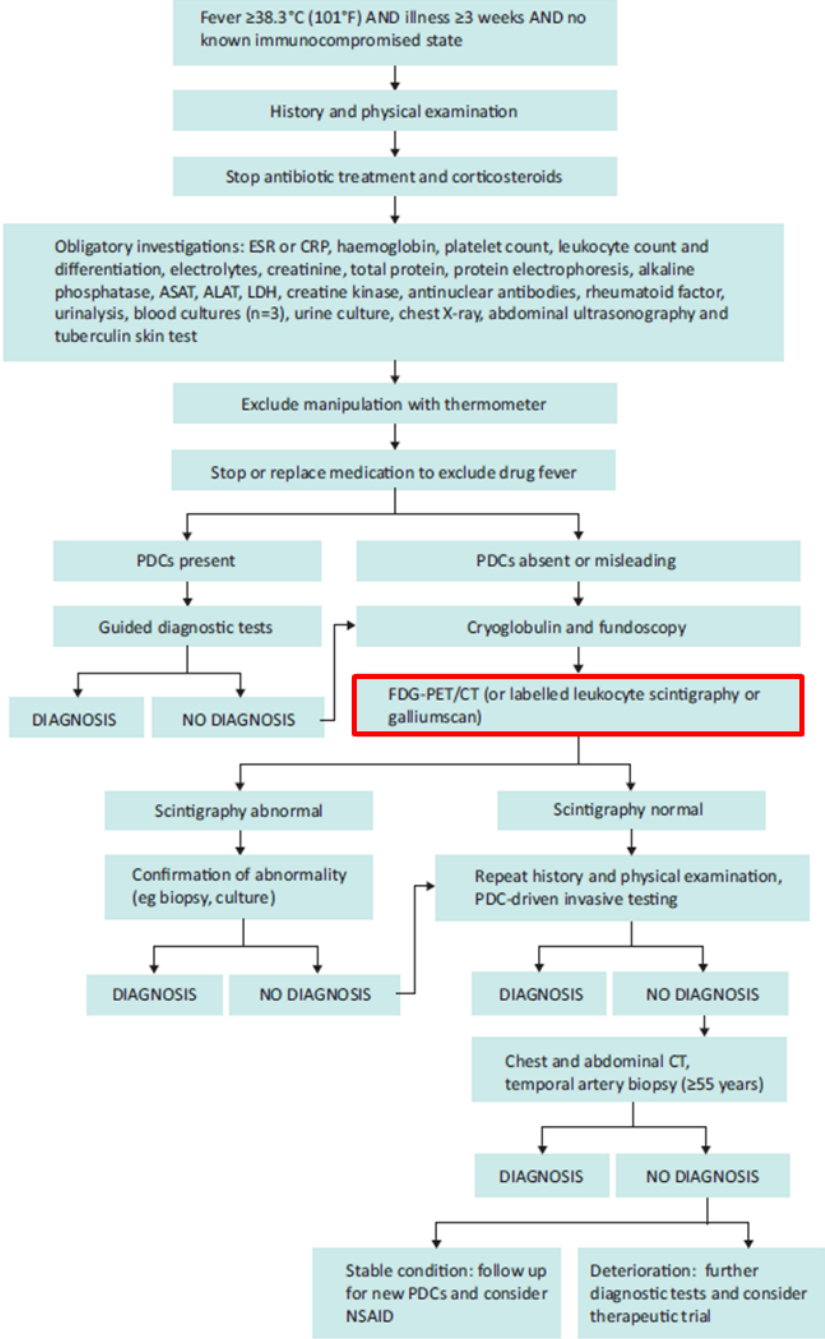 Fever ≥38.3°C (101°F) AND illness ≥3 weeks AND no
known immunocompromised state
History and physical examination
Stop antibiotic treatment and corticosteroids
Obligatory investigations: ESR or CRP, haemoglobin, platelet count, leukocyte count and
differentiation, electrolytes, creatinine, total protein, protein electrophoresis, alkaline
phosphatase, ASAT, ALAT, LDH, creatine kinase, antinuclear antibodies, rheumatoid factor,
urinalysis, blood cultures (n=3), urine culture, chest X-ray, abdominal ultrasonography and
tuberculin skin test
Exclude manipulation with thermometer
Stop or replace medication to exclude drug fever
PDCs present
PDCs absent or misleading
Guided diagnostic tests
Cryoglobulin and fundoscopy
DIAGNOSIS
NO DIAGNOSIS
FDG-PET/CT (or labelled leukocyte scintigraphy or
galliumscan)
Scintigraphy abnormal
Scintigraphy normal
Confirmation of abnormality
(eg biopsy, culture)
Repeat history and physical examination,
PDC-driven invasive testing
DIAGNOSIS
NO DIAGNOSIS
DIAGNOSIS
NO DIAGNOSIS
Chest and abdominal CT,
temporal artery biopsy (≥55 years)
DIAGNOSIS
NO DIAGNOSIS
Stable condition: follow up
for new PDCs and consider
NSAID
Deterioration: further
diagnostic tests and consider
therapeutic trial